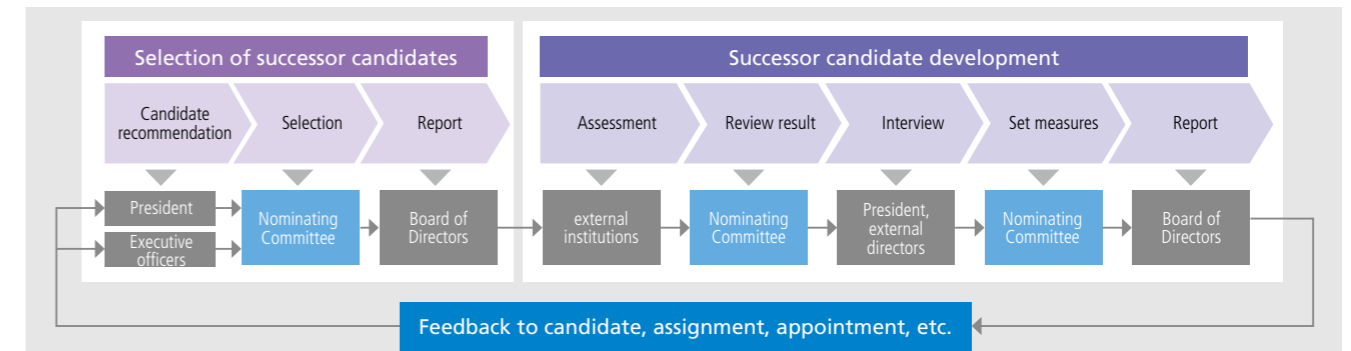 Selection of successor candidates
Successor candidate development
Candidate
recommendation
Selection
Report
Assessment
Review result
Interview
Set measures
Report
President
Executive
officers
Nominating
Committee
Board of
Directors
external
institutions
Nominating
Committee
President,
external
directors
Nominating
Committee
Board of
Directors
Feedback to candidate, assignment, appointment, etc.